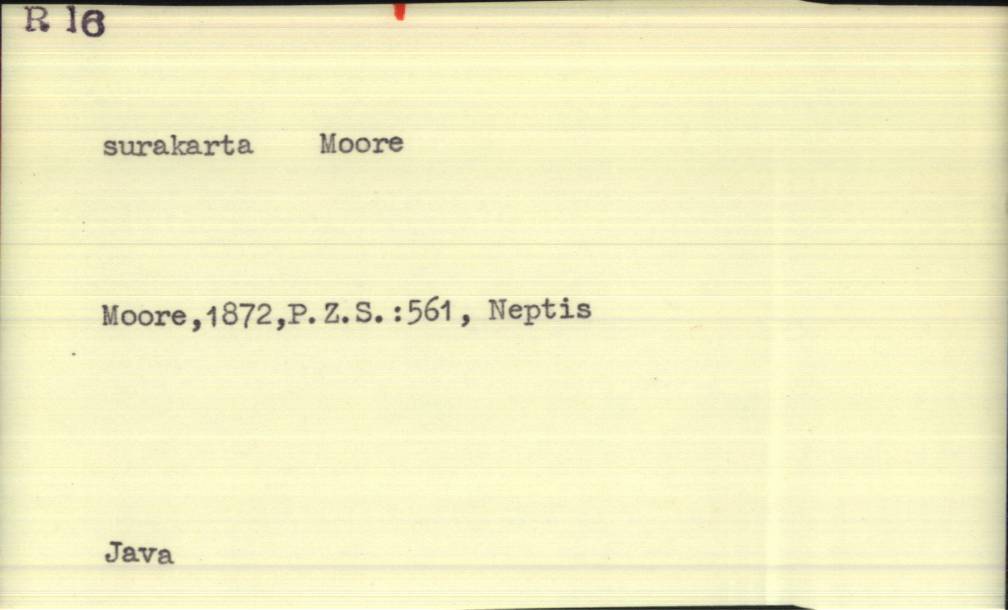 R 16
surakarta Moore
Moore,1872,P.Z.S.:561, Neptis
Java